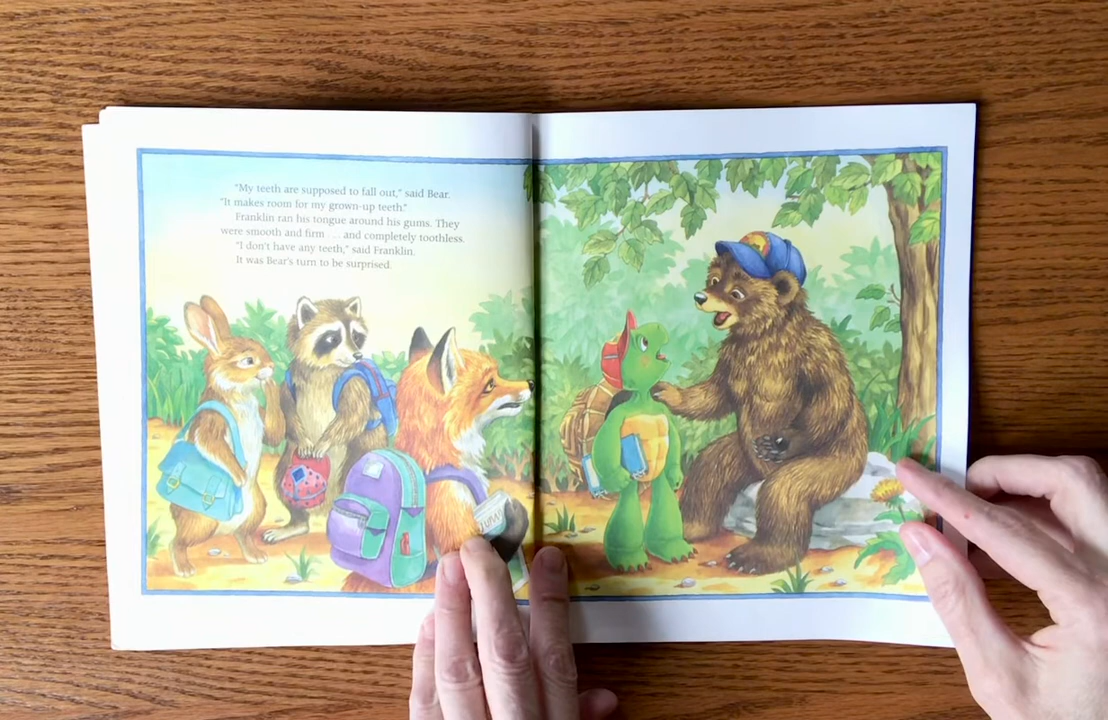 "My teeth are supposed to fall out," said Bear.
"It makes room for my grown-up teeth."
Franklin ran his tongue around his gums. They
were smooth and firm . . . and completely toothless.
"I don't have any teeth," said Franklin.
It was Bear's turn to be surprised.